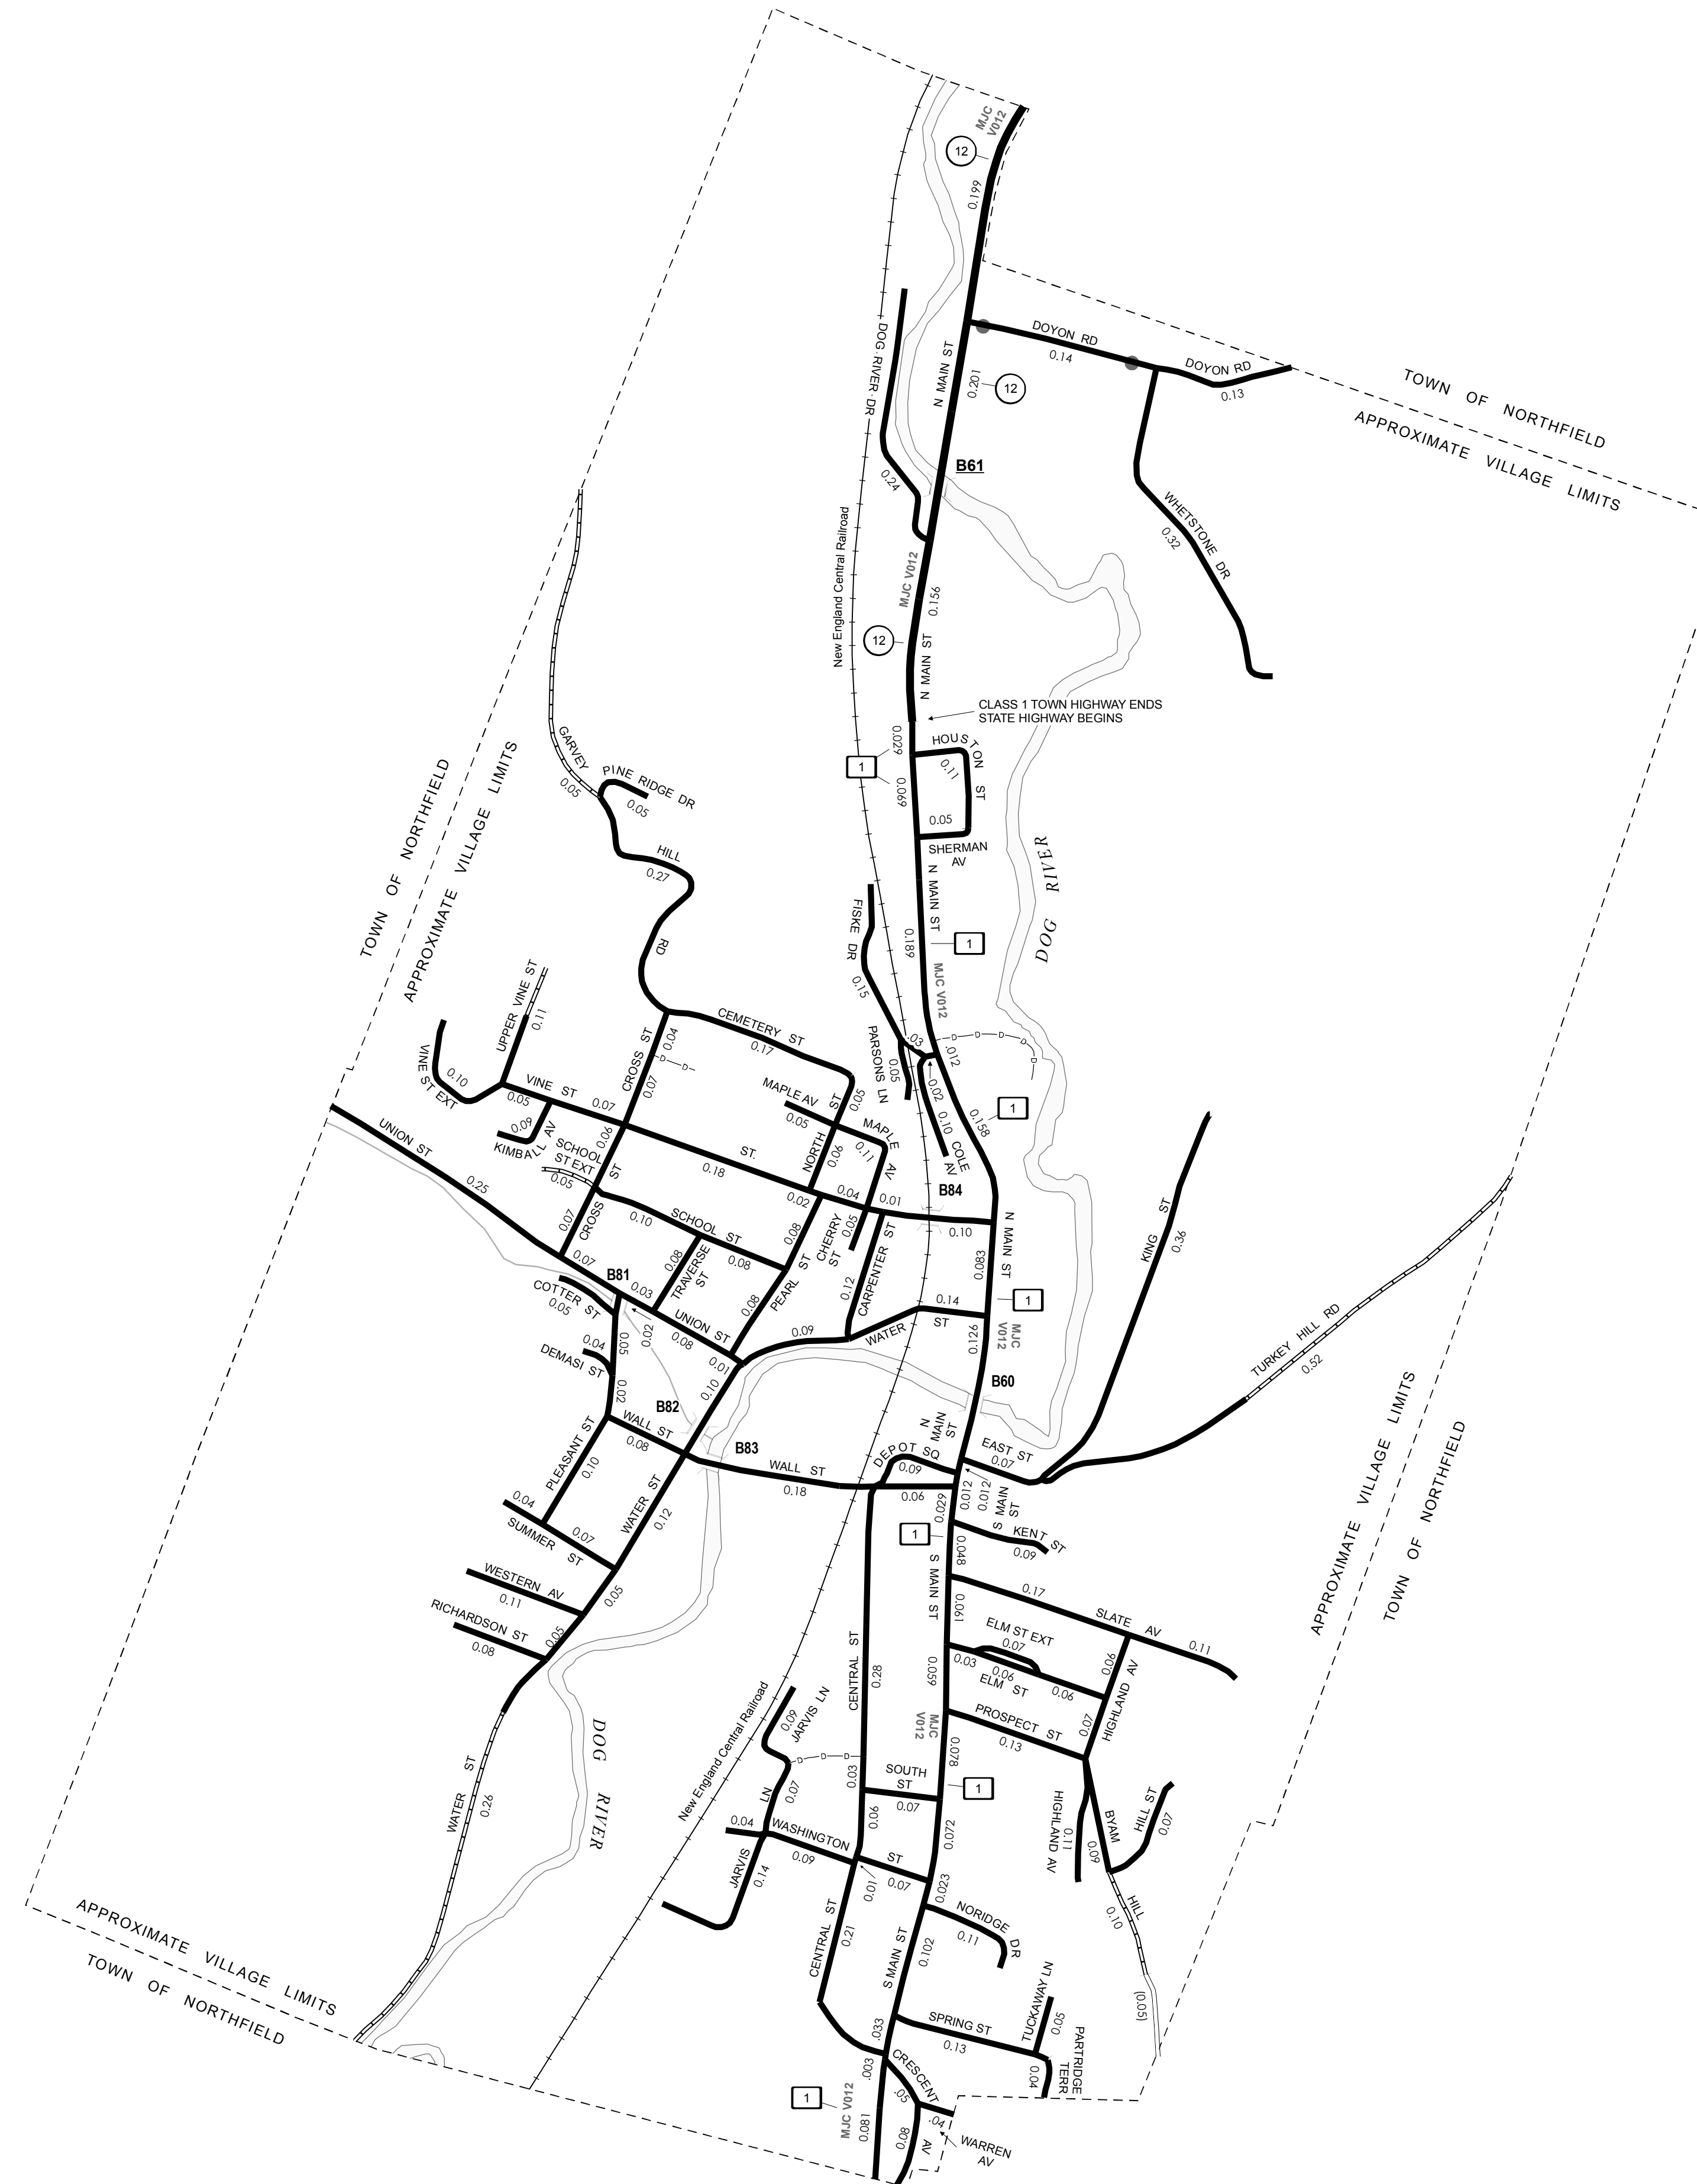 MJC
V012
12
0.199
DOYON RD
0.14
DOYON RD
0.13
TOWN OF NORTHFIELD
APPROXIMATE VILLAGE LIMITS
DOG RIVER DR
N MAIN ST
0.201
12
B61
0.24
WHETSTONE DR
0.32
New England Central Railroad
MJC V012
0.156
12
N MAIN ST
CLASS 1 TOWN HIGHWAY ENDS
STATE HIGHWAY BEGINS
0.029
HOUSTON ST
0.11
1
0.069
0.05
SHERMAN
AV
GARVEY
0.05
PINE RIDGE DR
0.05
HILL
0.27
RD
TOWN OF NORTHFIELD
APPROXIMATE VILLAGE LIMITS
DOG RIVER
N MAIN ST
FISKE DR
0.15
0.189
1
MJC V012
UPPER VINE ST
0.11
VINE
ST EXT
0.10
CROSS ST
0.04
0.07
CEMETERY ST
0.17
PARSONS LN
0.05
.03
.012
0.02
0.10
COLE
AV
0.158
1
VINE ST
0.05
0.07
0.09
KIMBALL AV
MAPLE AV
0.05
0.05
ST
NORTH
0.06
MAPLE
AV
0.11
UNION ST
0.25
SCHOOL
ST EXT
0.05
0.06
ST
ST.
0.18
0.02
0.04
0.01
B84
0.10
N MAIN ST
0.083
KING ST
0.36
CROSS
0.07
0.10
SCHOOL ST
0.08
0.08
CHERRY
ST
0.05
CARPENTER ST
0.12
0.07
B81
0.03
TRAVERSE
ST
0.08
PEARL ST
0.08
COTTER ST
0.05
0.02
UNION ST
0.08
0.01
0.09
WATER ST
0.14
1
MJC
V012
0.126
TURKEY HILL RD
0.52
0.04
DEMASI ST
0.05
0.02
0.10
B82
B83
B60
N
MAIN
ST
WALL ST
0.08
WALL ST
0.18
DEPOT SQ
0.09
0.06
EAST ST
0.07
0.012
0.012
S MAIN
ST
0.029
1
KENT ST
0.09
0.048
PLEASANT ST
0.10
WATER ST
0.12
0.04
0.07
SUMMER ST
WESTERN AV
0.11
0.05
RICHARDSON ST
0.08
0.05
S MAIN ST
0.061
0.17
SLATE AV
0.11
ELM ST EXT
0.07
0.03
0.06
ELM ST
0.06
0.06
HIGHLAND AV
0.07
0.059
PROSPECT ST
0.13
MJC
V012
0.078
1
APPROXIMATE VILLAGE LIMITS
TOWN OF NORTHFIELD
CENTRAL ST
0.28
New England Central Railroad
JARVIS LN
0.09
0.07
LN
0.03
SOUTH
ST
0.07
0.06
0.04
WASHINGTON
0.09
ST
0.07
0.01
0.072
0.023
JARVIS
0.14
WATER ST
0.26
DOG RIVER
HIGHLAND AV
0.11
BYAM
0.09
HILL ST
0.07
HILL
0.10
(0.05)
NORIDGE DR
0.11
CENTRAL ST
0.21
S MAIN ST
0.102
TUCKAWAY LN
0.05
SPRING ST
0.13
PARTRIDGE
TERR
0.04
.033
CRESCENT
.05
.003
1
MJC V012
0.081
0.08
AV
.04
WARREN
AV
APPROXIMATE VILLAGE LIMITS
TOWN OF NORTHFIELD